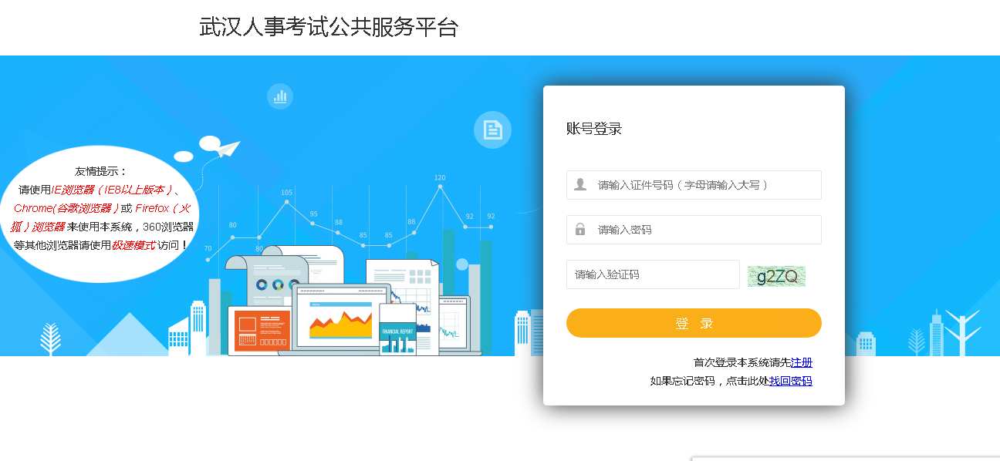 武汉人事考试公共服务平台
友情提示：
请使用IE浏览器（IE8以上版本）、
Chrome(谷歌浏览器）或 Firefox（火
狐）浏览器 来使用本系统，360浏览器
等其他浏览器请使用极速模式 访问！
70
80
80
105
95
88
85
85
88
120
92
92
FINANCIAL REPORT
账号登录
请输入证件号码（字母请输入大写）
请输入密码
请输入验证码
g2ZQ
登 录
首次登录本系统请先注册
如果忘记密码，点击此处找回密码